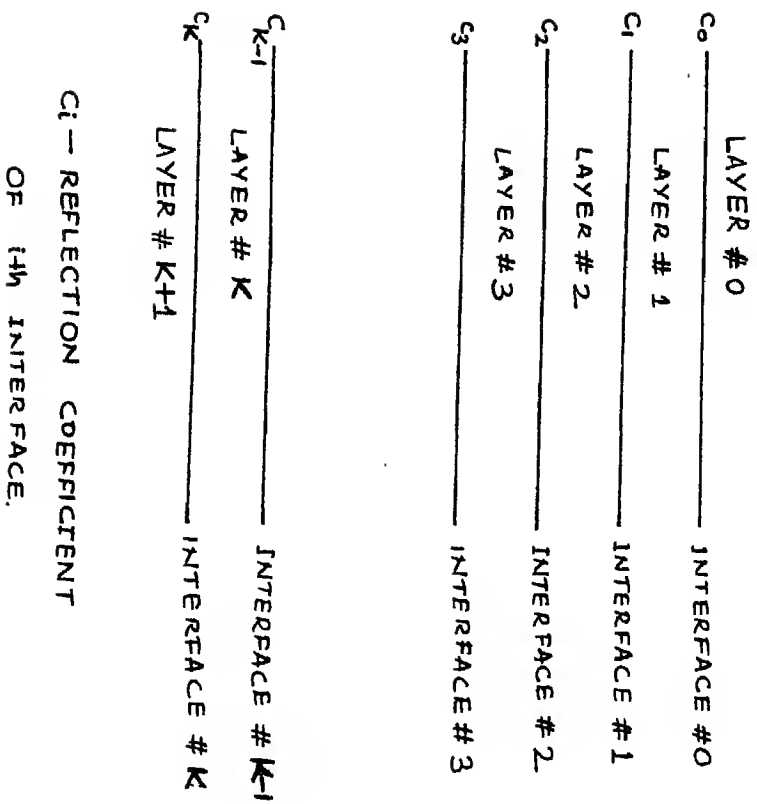 LAYER #0
C0 INTERFACE #0
LAYER # 1
C1 INTERFACE #1
LAYER #2
C2 INTERFACE #2
LAYER #3
C3 INTERFACE #3
CK-1 INTERFACE #K-1
LAYER # K
CK INTERFACE #K
LAYER # K+1
Ci — REFLECTION COEFFICIENT
OF ith INTERFACE.